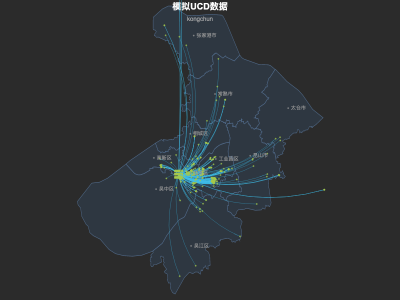 模拟UCD数据
kongchun
张家港市
常熟市
太仓市
相城区
高新区
工业园区
昆山市
吴中区
吴江区